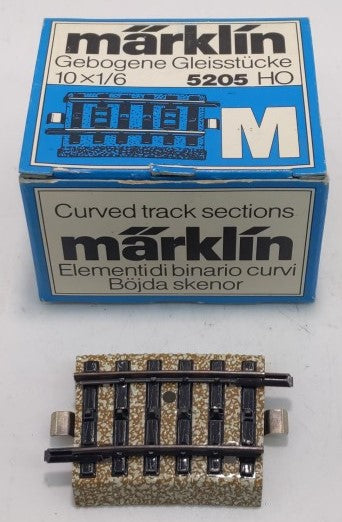 märklin
Gebogene Gleisstücke
10×1/6 5205 HO
M
Curved track sections
märklin
Elementi di binario curvi
Böjda skenor